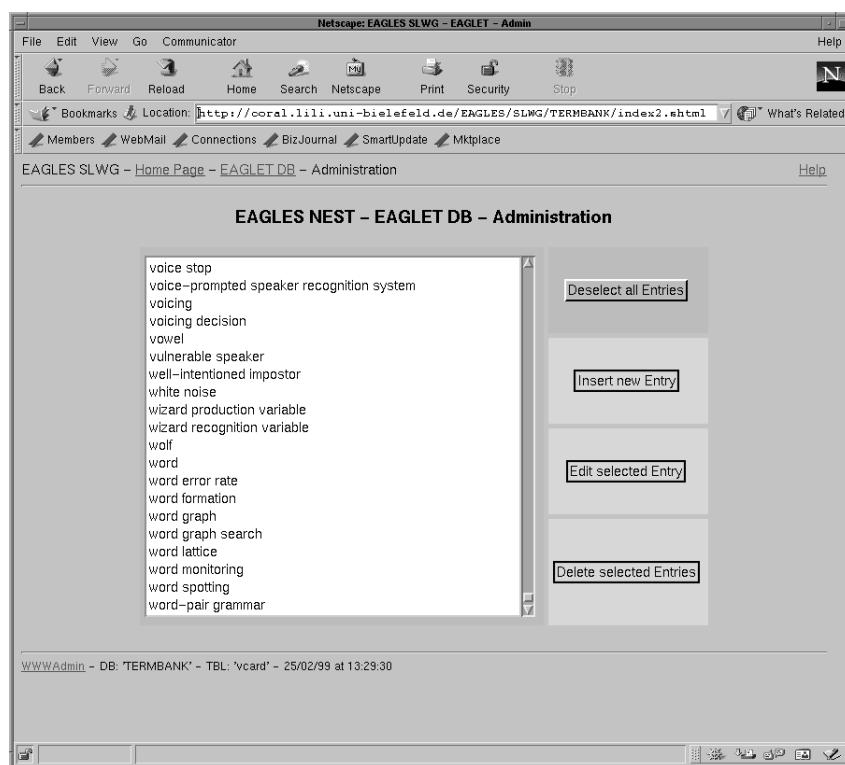 Netscape: EAGLES SLWG – EAGLET – Admin
File Edit View Go Communicator Help
Back Forward Reload Home Search Netscape Print Security Stop
My
N
Bookmarks Location: http://coral.lili.uni-bielefeld.de/EAGLES/SLWG/TERMBANK/index2.shtml What's Related
Members WebMail Connections BizJournal SmartUpdate Mktplace
EAGLES SLWG – Home Page – EAGLET DB – Administration Help
EAGLES NEST – EAGLET DB – Administration
voice stop
voice–prompted speaker recognition system
voicing
voicing decision
vowel
vulnerable speaker
well–intentioned impostor
white noise
wizard production variable
wizard recognition variable
wolf
word
word error rate
word formation
word graph
word graph search
word lattice
word monitoring
word spotting
word–pair grammar
Deselect all Entries
Insert new Entry
Edit selected Entry
Delete selected Entries
WWWAdmin – DB: 'TERMBANK' – TBL: 'vcard' – 25/02/99 at 13:29:30